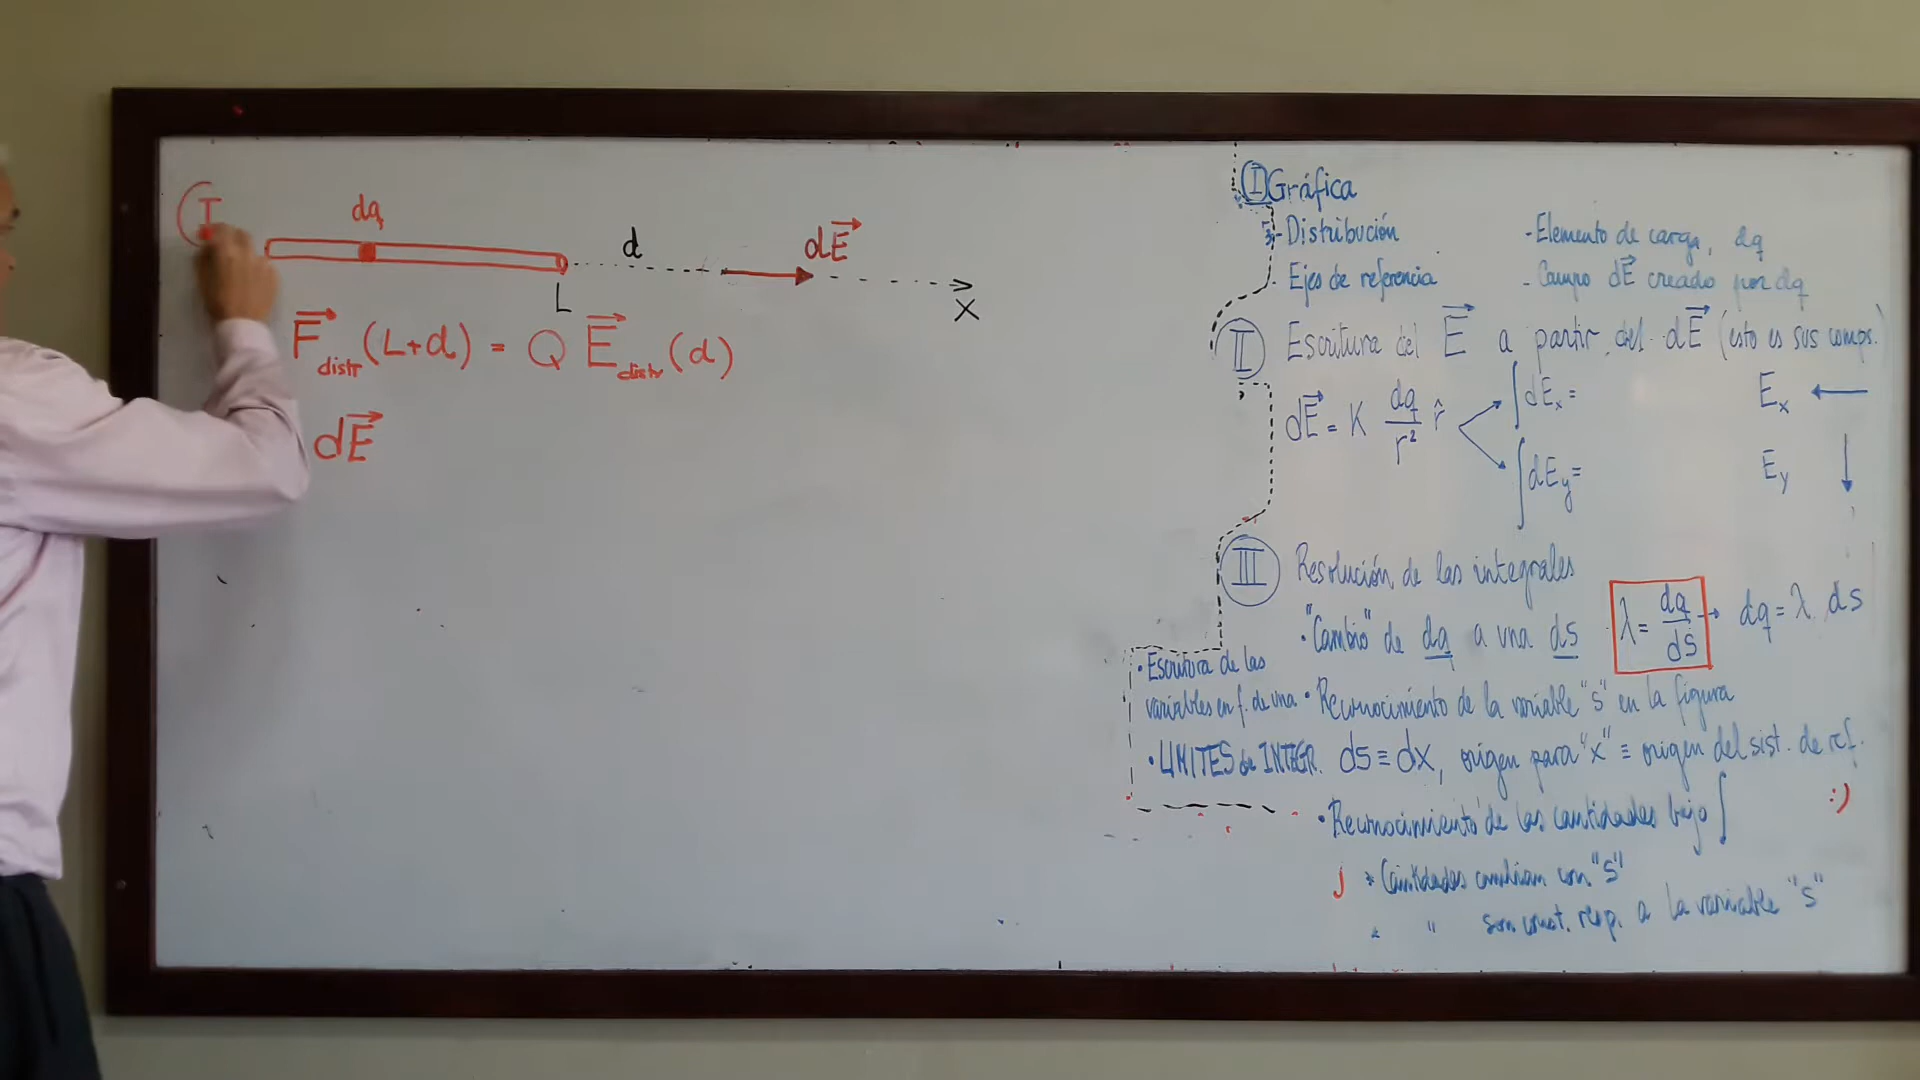 I
dq
d
dE
L
X
F distr (L+d) = Q E distr (d)
dE
I Gráfica
- Distribución
- Elemento de carga, dq
- Ejes de referencia
- Campo dE creado por dq
II Escritura del E a partir del dE (esto es sus comps.)
dE = K dq/r² r̂
∫dEx=
Ex
∫dEy=
Ey
III Resolución de las integrales
• "Cambio" de dq a una ds
λ = dq/ds → dq = λ ds
• Escritura de las variables en f. de una
• Reconocimiento de la variable "s" en la figura
• LIMITES de INTEGR.
ds ≡ dx, origen para "x" ≡ origen del sist. de ref.
• Reconocimiento de las cantidades bajo ∫
:)
* Cantidades cambian con "s"
* " son const. resp. a la variable "s"